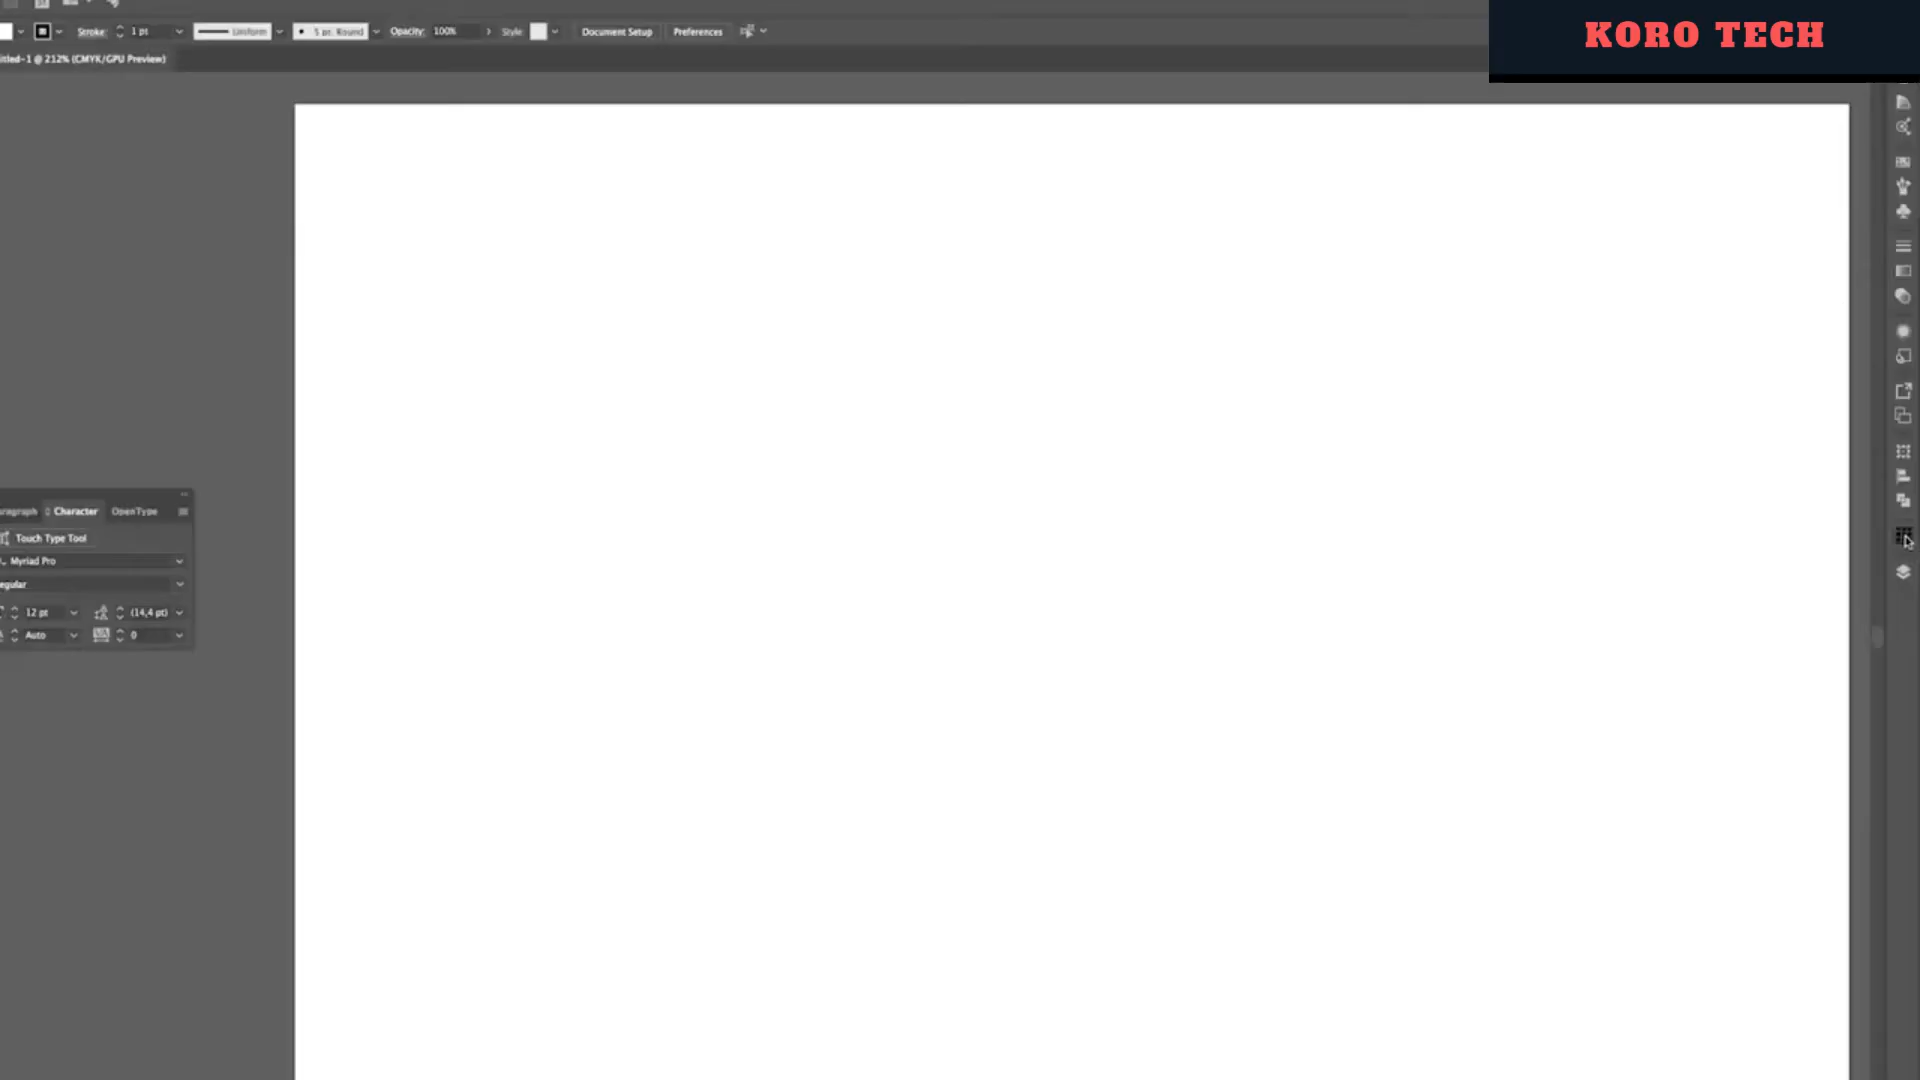 KORO TECH
Stroke: 1 pt Uniform 5 pt. Round Opacity: 100% Style: Document Setup Preferences
itled-1 @ 212% (CMYK/GPU Preview)
aragraph Character OpenType
Touch Type Tool
Myriad Pro
egular
12 pt (14,4 pt)
Auto 0